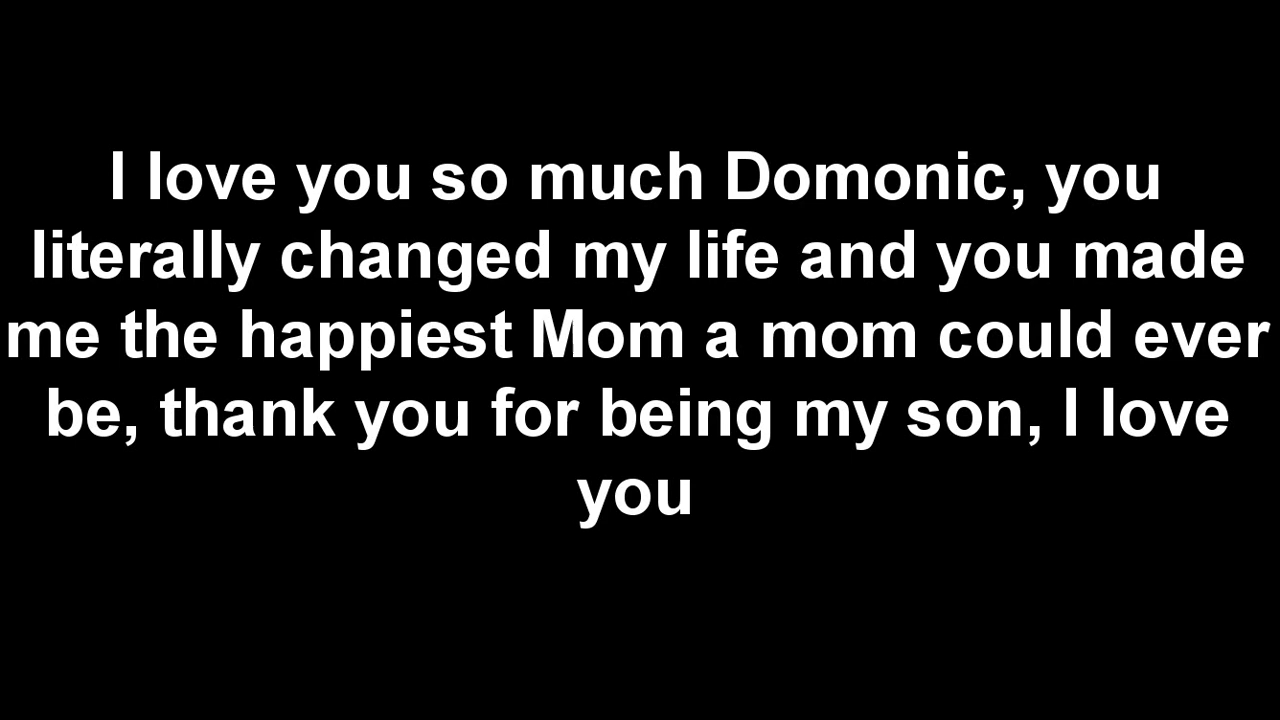 I love you so much Domonic, you
literally changed my life and you made
me the happiest Mom a mom could ever
be, thank you for being my son, I love
you